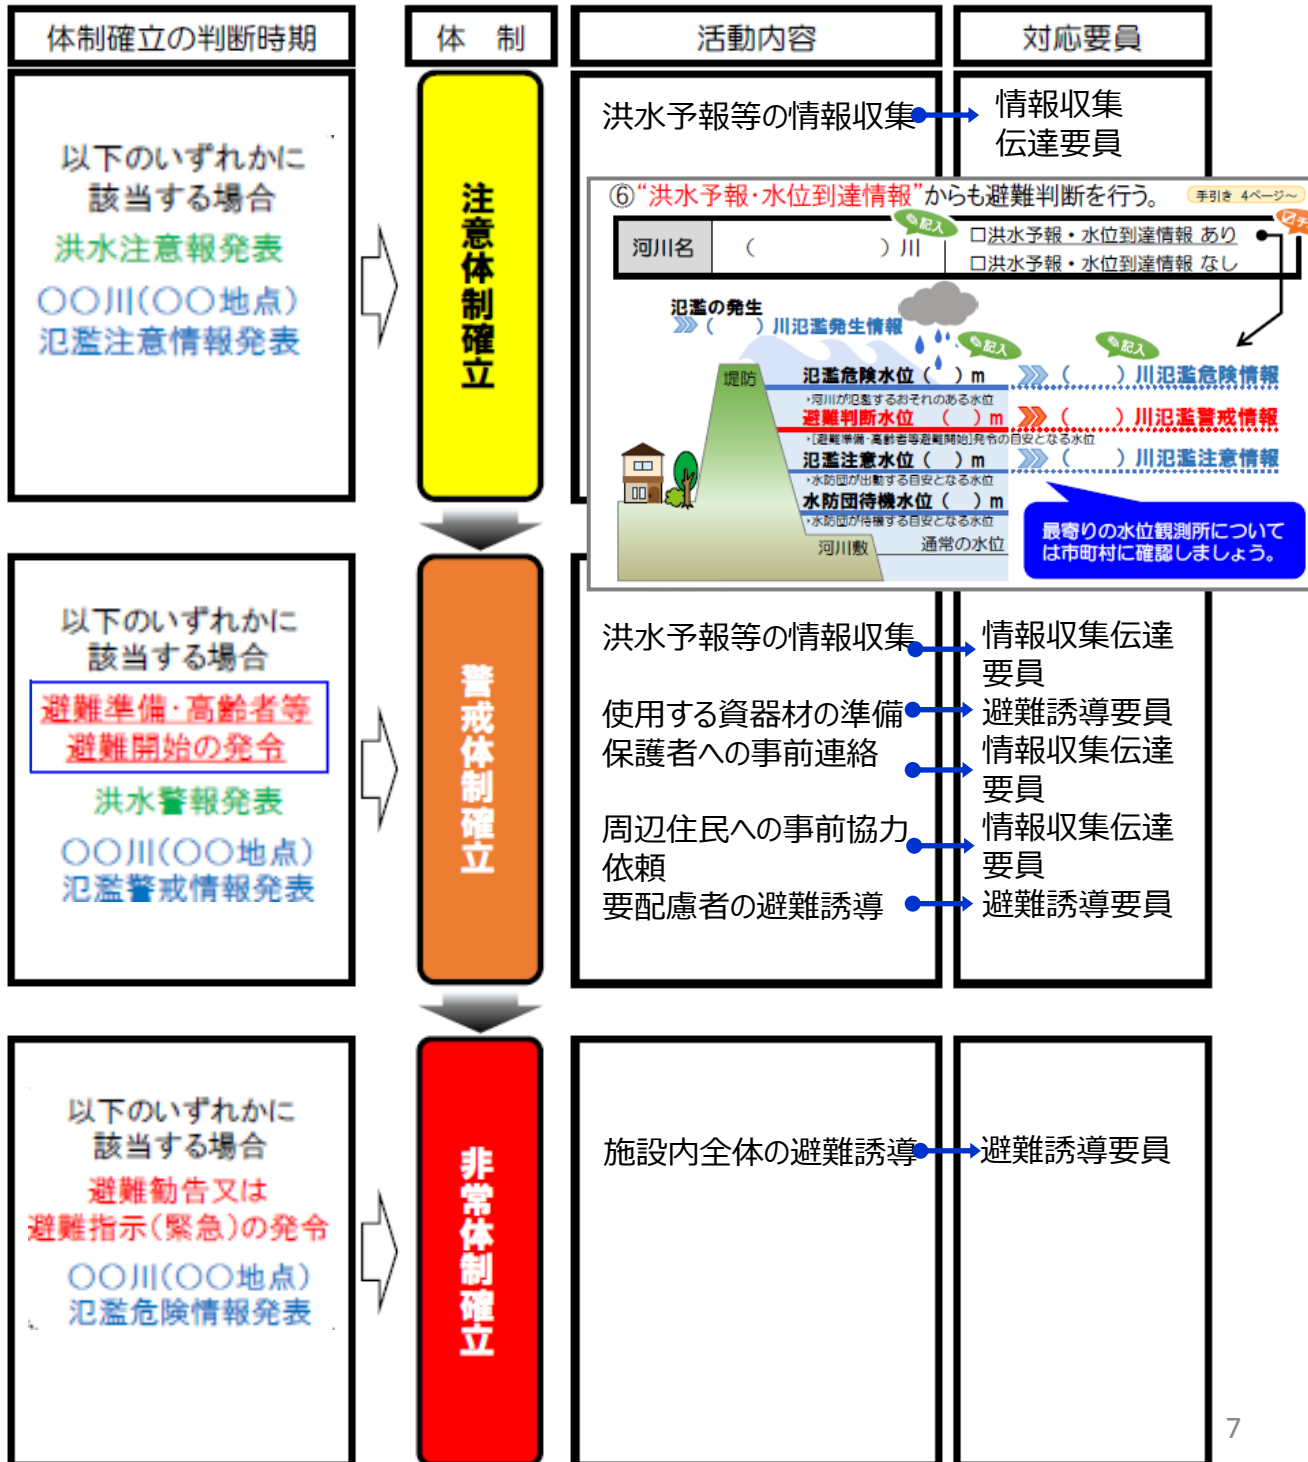 体制確立の判断時期
体　制
活動内容
対応要員
以下のいずれかに
該当する場合
洪水注意報発表
〇〇川(〇〇地点)
氾濫注意情報発表
注意体制確立
洪水予報等の情報収集
情報収集
伝達要員
⑥“洪水予報・水位到達情報”からも避難判断を行う。
手引き 4ページ～
河川名
（　　　　　　）川
記入
□洪水予報・水位到達情報 あり
□洪水予報・水位到達情報 なし
氾濫の発生
（　　）川氾濫発生情報
記入
記入
堤防
氾濫危険水位（　）m
（　　）川氾濫危険情報
・河川が氾濫するおそれのある水位
避難判断水位　（　）m
（　　）川氾濫警戒情報
・[避難準備・高齢者等避難開始]発令の目安となる水位
氾濫注意水位（　）m
（　　）川氾濫注意情報
・水防団が出動する目安となる水位
水防団待機水位（　）m
・水防団が待機する目安となる水位
河川敷
通常の水位
最寄りの水位観測所について
は市町村に確認しましょう。
以下のいずれかに
該当する場合
避難準備・高齢者等
避難開始の発令
洪水警報発表
〇〇川(〇〇地点)
氾濫警戒情報発表
警戒体制確立
洪水予報等の情報収集
情報収集伝達
要員
使用する資器材の準備
避難誘導要員
保護者への事前連絡
情報収集伝達
要員
周辺住民への事前協力
依頼
情報収集伝達
要員
要配慮者の避難誘導
避難誘導要員
以下のいずれかに
該当する場合
避難勧告又は
避難指示(緊急)の発令
〇〇川(〇〇地点)
氾濫危険情報発表
非常体制確立
施設内全体の避難誘導
避難誘導要員
7